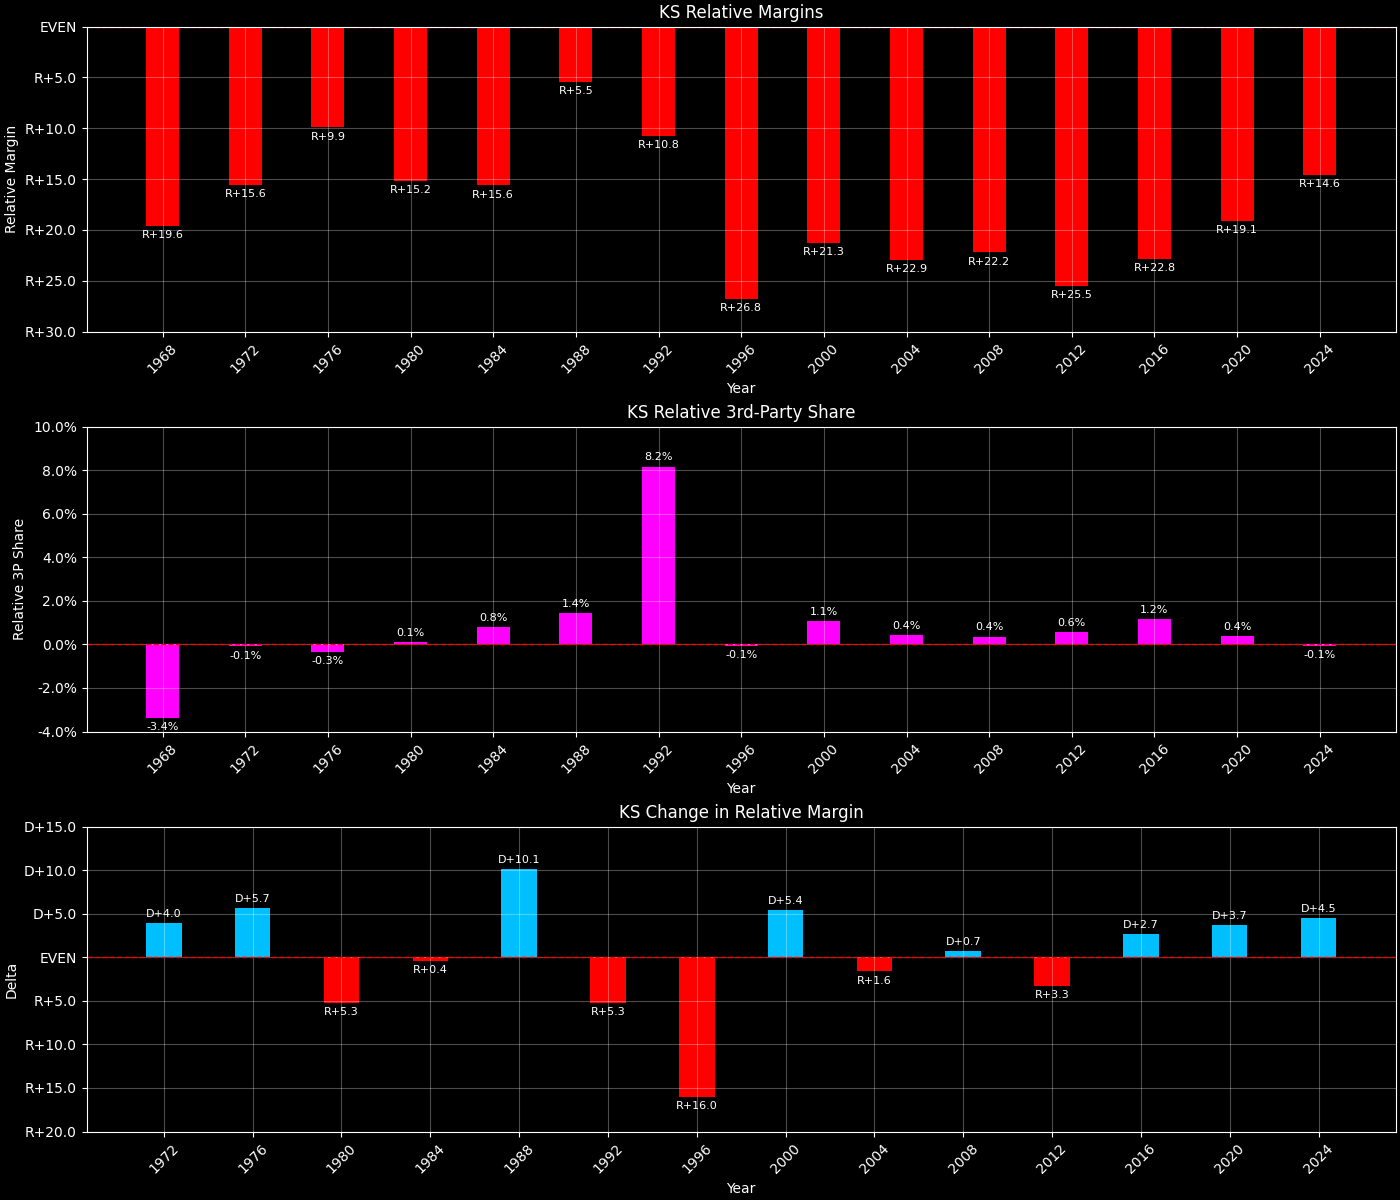 KS Relative Margins
EVEN
R+5.0
R+10.0
R+15.0
R+20.0
R+25.0
R+30.0
Relative Margin
R+19.6
R+15.6
R+9.9
R+15.2
R+15.6
R+5.5
R+10.8
R+26.8
R+21.3
R+22.9
R+22.2
R+25.5
R+22.8
R+19.1
R+14.6
1968
1972
1976
1980
1984
1988
1992
1996
2000
2004
2008
2012
2016
2020
2024
Year
KS Relative 3rd-Party Share
10.0%
8.0%
6.0%
4.0%
2.0%
0.0%
-2.0%
-4.0%
Relative 3P Share
-3.4%
-0.1%
-0.3%
0.1%
0.8%
1.4%
8.2%
-0.1%
1.1%
0.4%
0.4%
0.6%
1.2%
0.4%
-0.1%
1968
1972
1976
1980
1984
1988
1992
1996
2000
2004
2008
2012
2016
2020
2024
Year
KS Change in Relative Margin
D+15.0
D+10.0
D+5.0
EVEN
R+5.0
R+10.0
R+15.0
R+20.0
Delta
D+4.0
D+5.7
R+5.3
R+0.4
D+10.1
R+5.3
R+16.0
D+5.4
R+1.6
D+0.7
R+3.3
D+2.7
D+3.7
D+4.5
1972
1976
1980
1984
1988
1992
1996
2000
2004
2008
2012
2016
2020
2024
Year